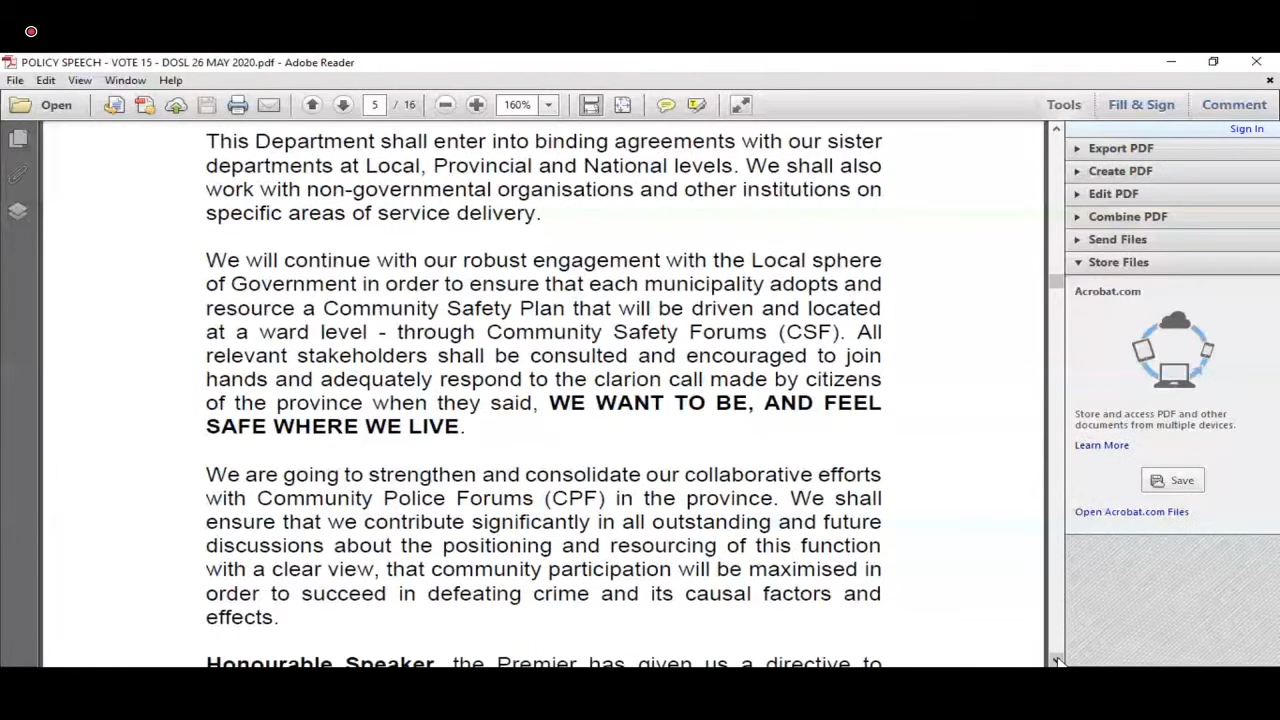 POLICY SPEECH - VOTE 15 - DOSL 26 MAY 2020.pdf - Adobe Reader
File Edit View Window Help
Open 5 / 16 160% Tools Fill & Sign Comment
Sign In
Export PDF
Create PDF
Edit PDF
Combine PDF
Send Files
Store Files
Acrobat.com
Store and access PDF and other
documents from multiple devices.
Learn More
Save
Open Acrobat.com Files
This Department shall enter into binding agreements with our sister
departments at Local, Provincial and National levels. We shall also
work with non-governmental organisations and other institutions on
specific areas of service delivery.
We will continue with our robust engagement with the Local sphere
of Government in order to ensure that each municipality adopts and
resource a Community Safety Plan that will be driven and located
at a ward level - through Community Safety Forums (CSF). All
relevant stakeholders shall be consulted and encouraged to join
hands and adequately respond to the clarion call made by citizens
of the province when they said, WE WANT TO BE, AND FEEL
SAFE WHERE WE LIVE.
We are going to strengthen and consolidate our collaborative efforts
with Community Police Forums (CPF) in the province. We shall
ensure that we contribute significantly in all outstanding and future
discussions about the positioning and resourcing of this function
with a clear view, that community participation will be maximised in
order to succeed in defeating crime and its causal factors and
effects.
Honourable Speaker, the Premier has given us a directive to